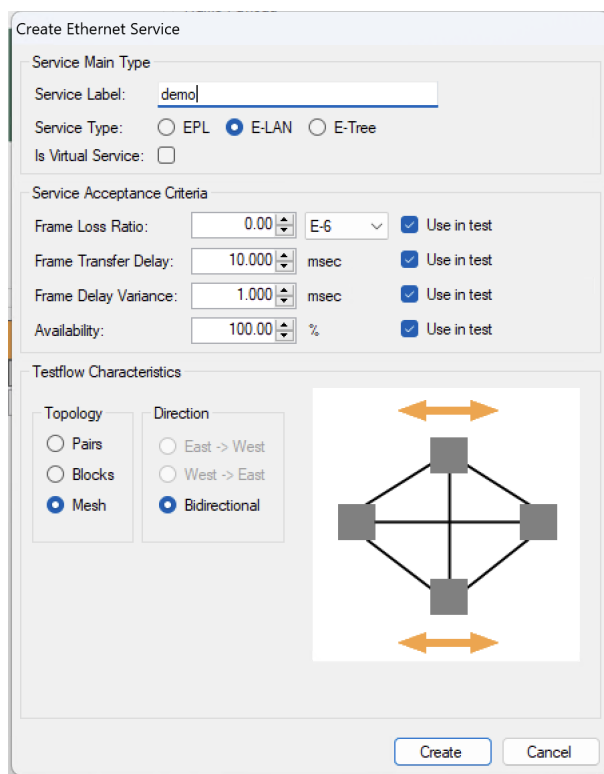 Create Ethernet Service
Service Main Type
Service Label: demo
Service Type: EPL E-LAN E-Tree
Is Virtual Service:
Service Acceptance Criteria
Frame Loss Ratio: 0.00 E-6 Use in test
Frame Transfer Delay: 10.000 msec Use in test
Frame Delay Variance: 1.000 msec Use in test
Availability: 100.00 % Use in test
Testflow Characteristics
Topology
Pairs
Blocks
Mesh
Direction
East -> West
West -> East
Bidirectional
Create Cancel